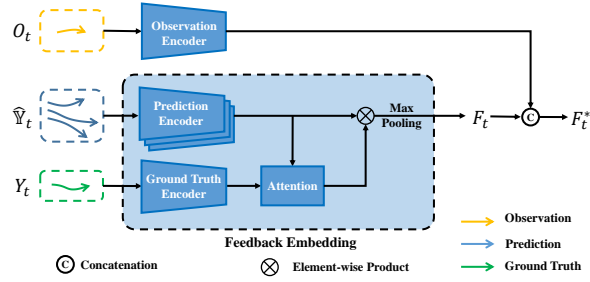 O_t
Observation
Encoder
Ŷ_t
Prediction
Encoder
Max
Pooling
F_t
C
F_t^*
Y_t
Ground Truth
Encoder
Attention
Feedback Embedding
Observation
Prediction
Ground Truth
C Concatenation
Element-wise Product